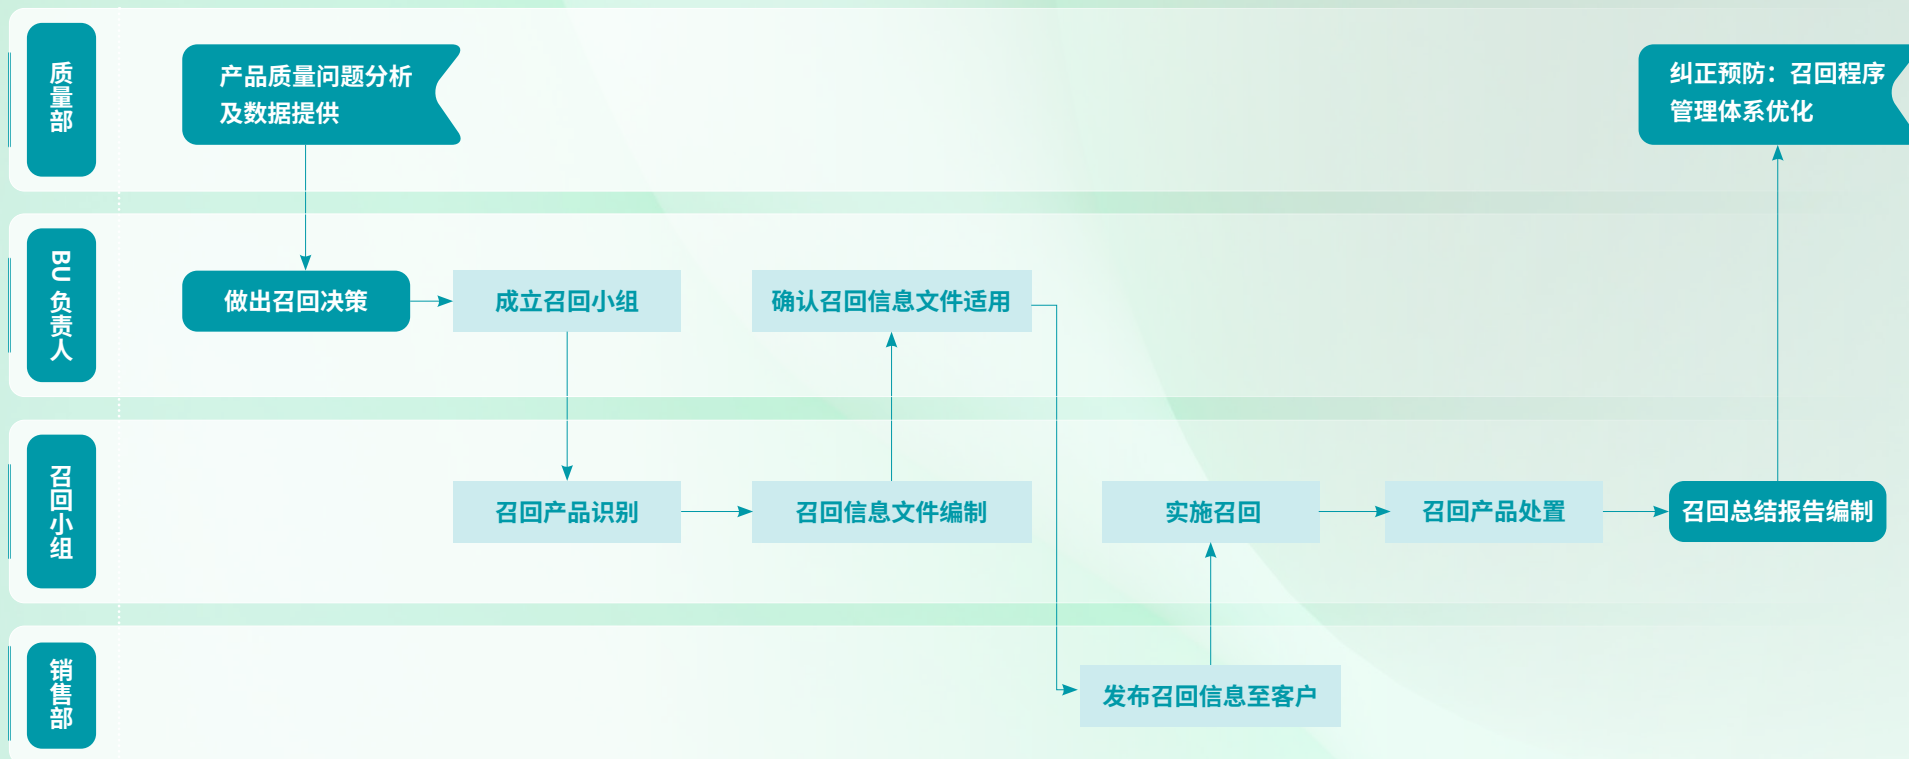 质量部
产品质量问题分析
及数据提供
纠正预防：召回程序
管理体系优化
BU 负责人
做出召回决策
成立召回小组
确认召回信息文件适用
召回小组
召回产品识别
召回信息文件编制
实施召回
召回产品处置
召回总结报告编制
销售部
发布召回信息至客户